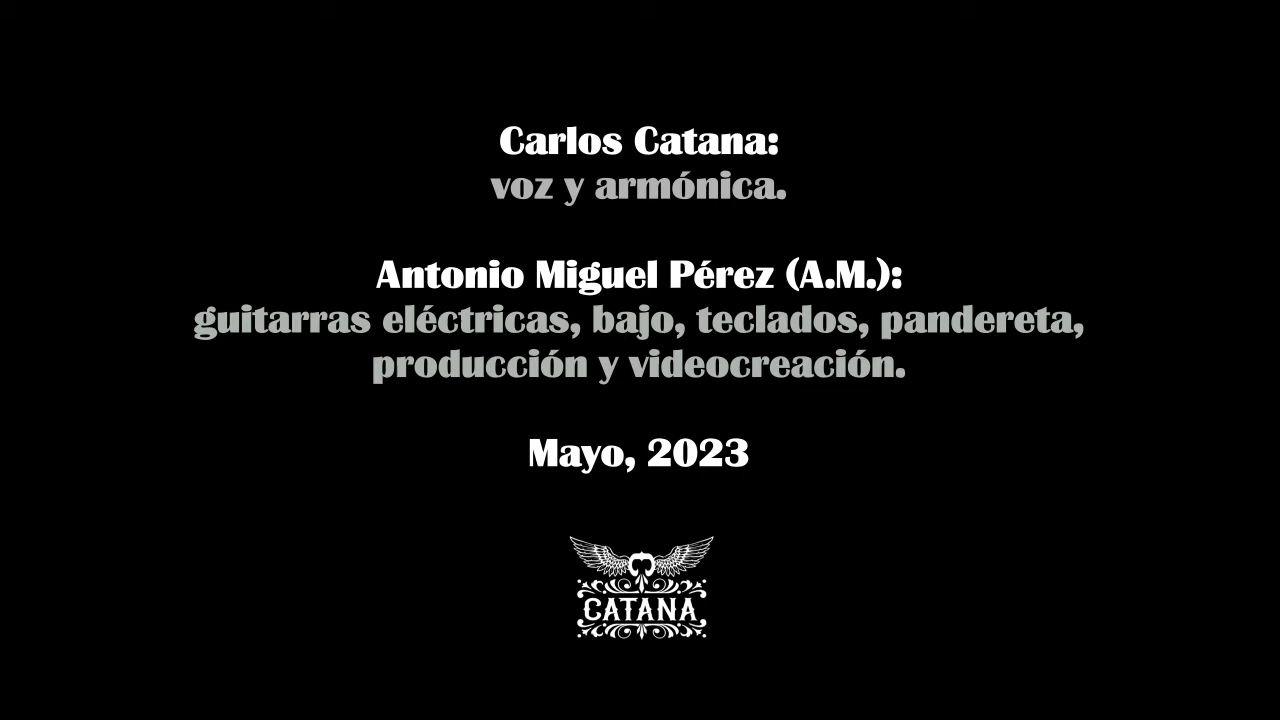 Carlos Catana:
voz y armónica.
Antonio Miguel Pérez (A.M.):
guitarras eléctricas, bajo, teclados, pandereta,
producción y videocreación.
Mayo, 2023
CATANA